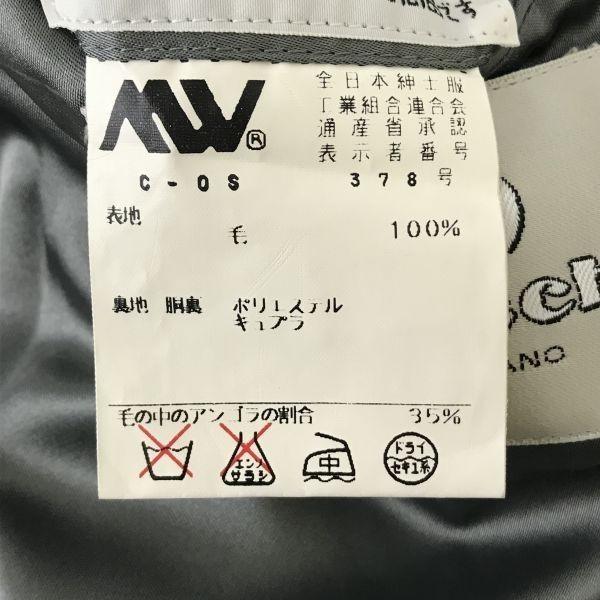 MW®
C-0S
全日本紳士服
工業組合連合会
通産省承認
表示者番号
378号
表地 毛 100%
裏地 胴裏 ポリエステル
キュプラ
毛の中のアンゴラの割合 35%
エンソ
サラシ
中
ドライ
セキユ系
sch
ANO